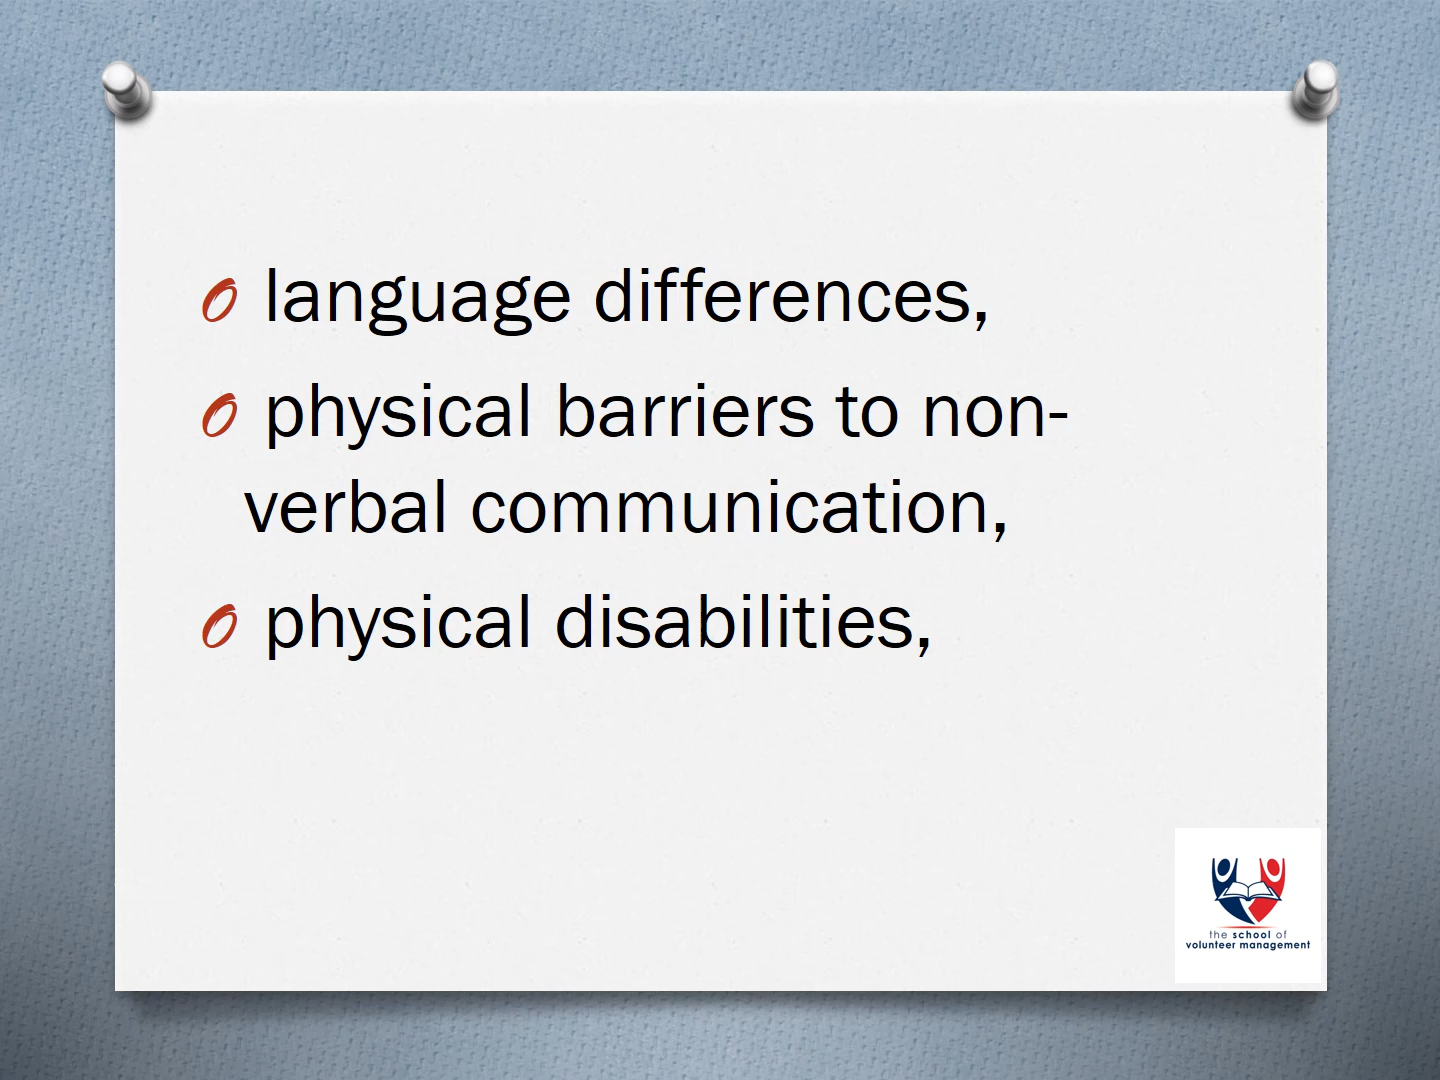 language differences,
physical barriers to non-
verbal communication,
physical disabilities,
the school of
volunteer management